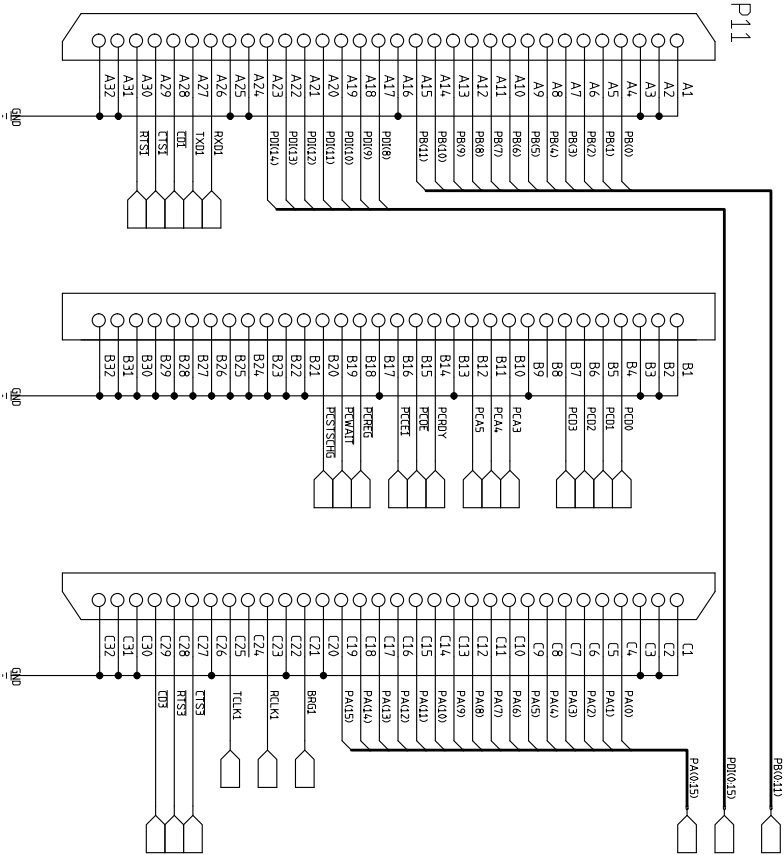 P11
A1
A2
A3
A4
A5
A6
A7
A8
A9
A10
A11
A12
A13
A14
A15
A16
A17
A18
A19
A20
A21
A22
A23
A24
A25
A26
A27
A28
A29
A30
A31
A32
PB(0)
PB(1)
PB(2)
PB(3)
PB(4)
PB(5)
PB(6)
PB(7)
PB(8)
PB(9)
PB(10)
PB(11)
PDI(8)
PDI(9)
PDI(10)
PDI(11)
PDI(12)
PDI(13)
PDI(14)
RXD1
TXD1
CD1
CTS1
RTS1
GND
B1
B2
B3
B4
B5
B6
B7
B8
B9
B10
B11
B12
B13
B14
B15
B16
B17
B18
B19
B20
B21
B22
B23
B24
B25
B26
B27
B28
B29
B30
B31
B32
PCD0
PCD1
PCD2
PCD3
PCA3
PCA4
PCA5
PCRDY
PCOE
PCCE1
PCREG
PCWAIT
PCSTSCHG
GND
C1
C2
C3
C4
C5
C6
C7
C8
C9
C10
C11
C12
C13
C14
C15
C16
C17
C18
C19
C20
C21
C22
C23
C24
C25
C26
C27
C28
C29
C30
C31
C32
PA(0)
PA(1)
PA(2)
PA(3)
PA(4)
PA(5)
PA(6)
PA(7)
PA(8)
PA(9)
PA(10)
PA(11)
PA(12)
PA(13)
PA(14)
PA(15)
BRG1
RCLK1
TCLK1
CTS3
RTS3
CD3
GND
PB(0:11)
PDI(0:15)
PA(0:15)